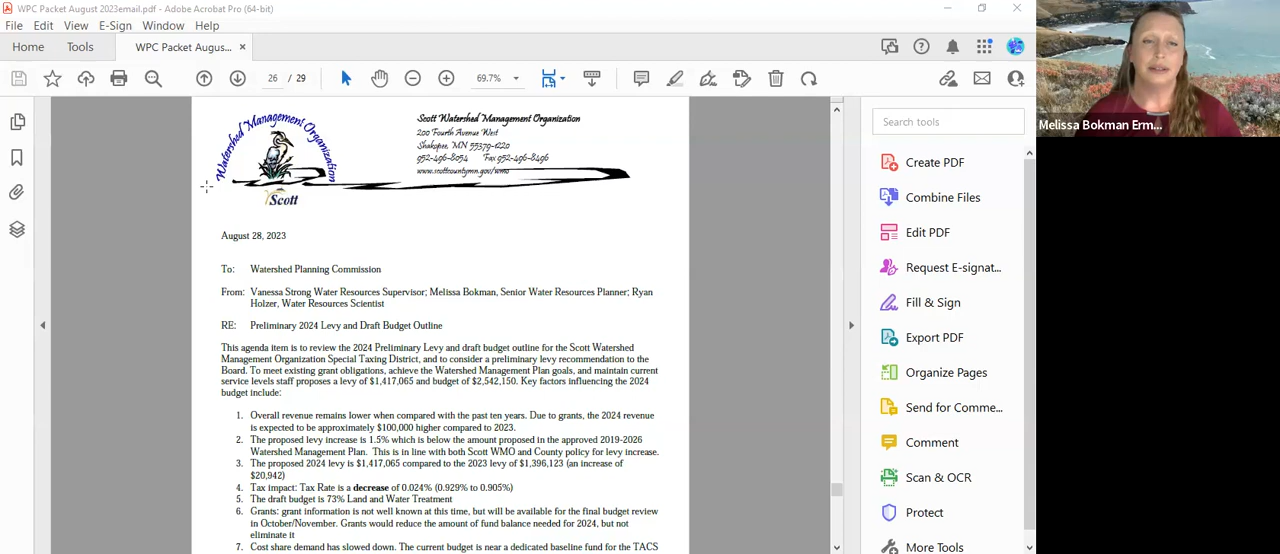 WPC Packet August 2023email.pdf - Adobe Acrobat Pro (64-bit)
File Edit View E-Sign Window Help
Home Tools WPC Packet Augus... ×
26 / 29 69.7%
Watershed Management Organization
Scott
Scott Watershed Management Organization
200 Fourth Avenue West
Shakopee, MN 55379-1220
952-496-8054 Fax 952-496-8496
www.scottcountymn.gov/wmo
August 28, 2023
To: Watershed Planning Commission
From: Vanessa Strong Water Resources Supervisor; Melissa Bokman, Senior Water Resources Planner; Ryan
Holzer, Water Resources Scientist
RE: Preliminary 2024 Levy and Draft Budget Outline
This agenda item is to review the 2024 Preliminary Levy and draft budget outline for the Scott Watershed
Management Organization Special Taxing District, and to consider a preliminary levy recommendation to the
Board. To meet existing grant obligations, achieve the Watershed Management Plan goals, and maintain current
service levels staff proposes a levy of $1,417,065 and budget of $2,542,150. Key factors influencing the 2024
budget include:
1. Overall revenue remains lower when compared with the past ten years. Due to grants, the 2024 revenue
is expected to be approximately $100,000 higher compared to 2023.
2. The proposed levy increase is 1.5% which is below the amount proposed in the approved 2019-2026
Watershed Management Plan. This is in line with both Scott WMO and County policy for levy increase.
3. The proposed 2024 levy is $1,417,065 compared to the 2023 levy of $1,396,123 (an increase of
$20,942)
4. Tax impact: Tax Rate is a decrease of 0.024% (0.929% to 0.905%)
5. The draft budget is 73% Land and Water Treatment
6. Grants: grant information is not well known at this time, but will be available for the final budget review
in October/November. Grants would reduce the amount of fund balance needed for 2024, but not
eliminate it
7. Cost share demand has slowed down. The current budget is near a dedicated baseline fund for the TACS
Search tools
Create PDF
Combine Files
Edit PDF
Request E-signat...
Fill & Sign
Export PDF
Organize Pages
Send for Comme...
Comment
Scan & OCR
Protect
More Tools
Melissa Bokman Erm...